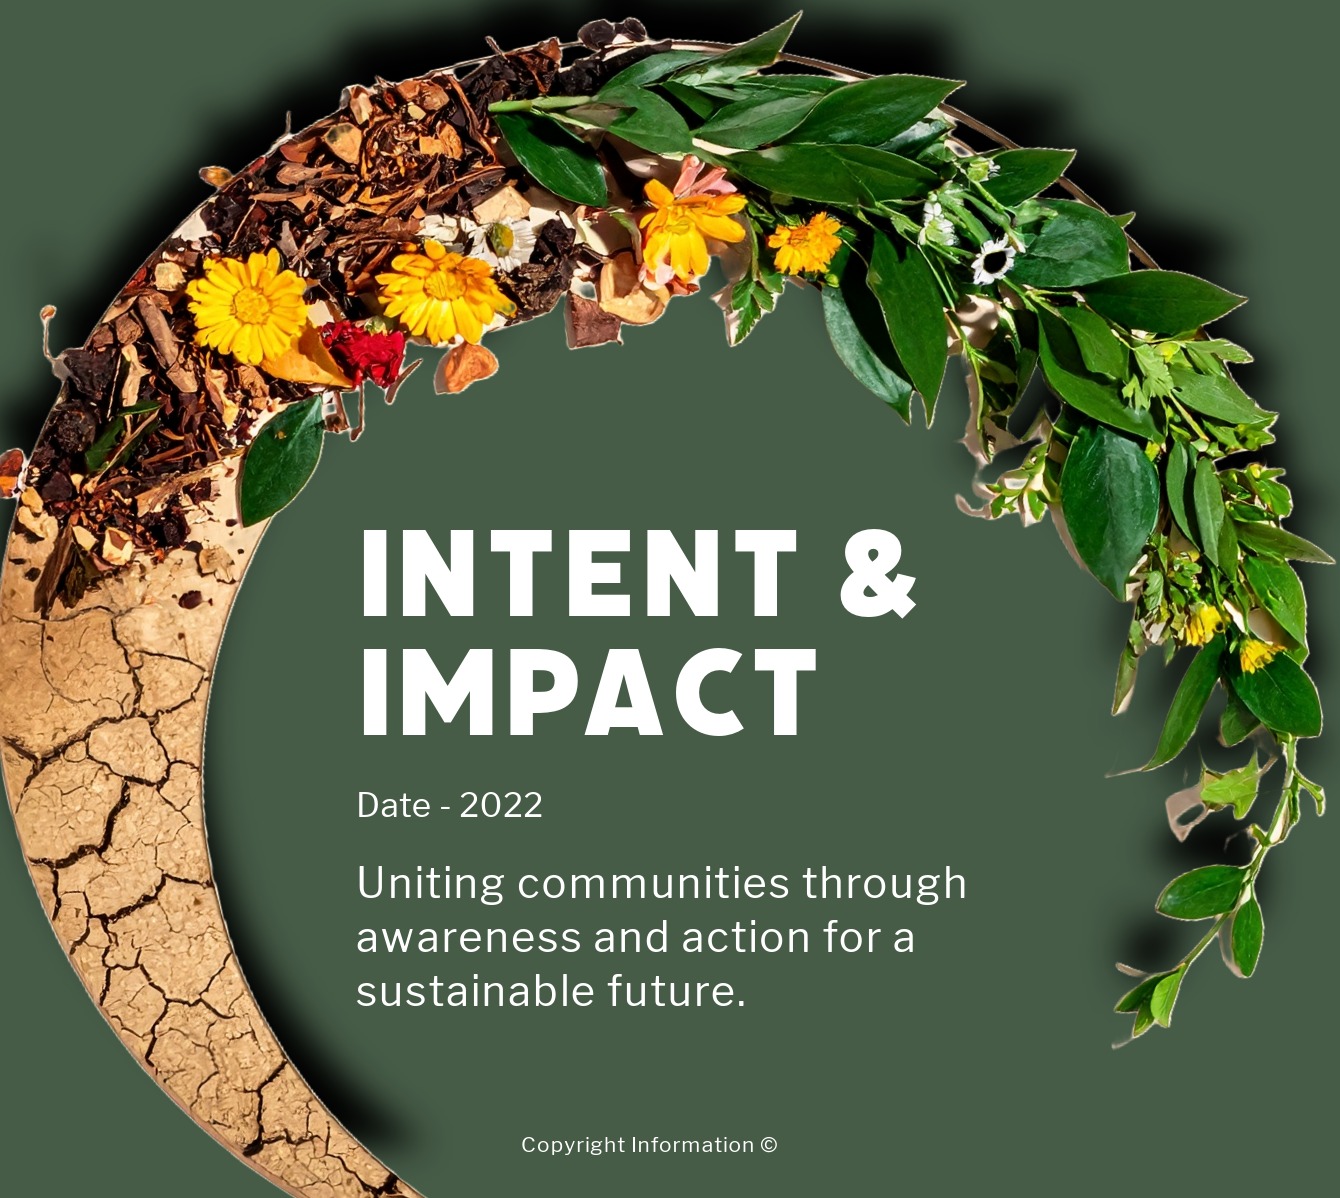 INTENT &
IMPACT
Date - 2022
Uniting communities through
awareness and action for a
sustainable future.
Copyright Information ©